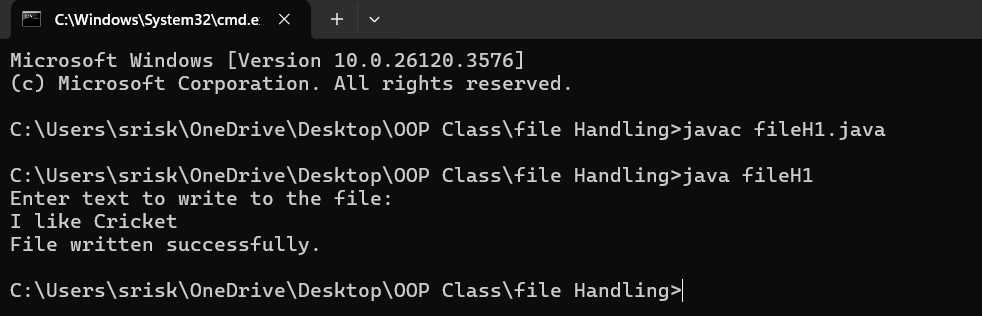 C:\Windows\System32\cmd.e
Microsoft Windows [Version 10.0.26120.3576]
(c) Microsoft Corporation. All rights reserved.
C:\Users\srisk\OneDrive\Desktop\OOP Class\file Handling>javac fileH1.java
C:\Users\srisk\OneDrive\Desktop\OOP Class\file Handling>java fileH1
Enter text to write to the file:
I like Cricket
File written successfully.
C:\Users\srisk\OneDrive\Desktop\OOP Class\file Handling>